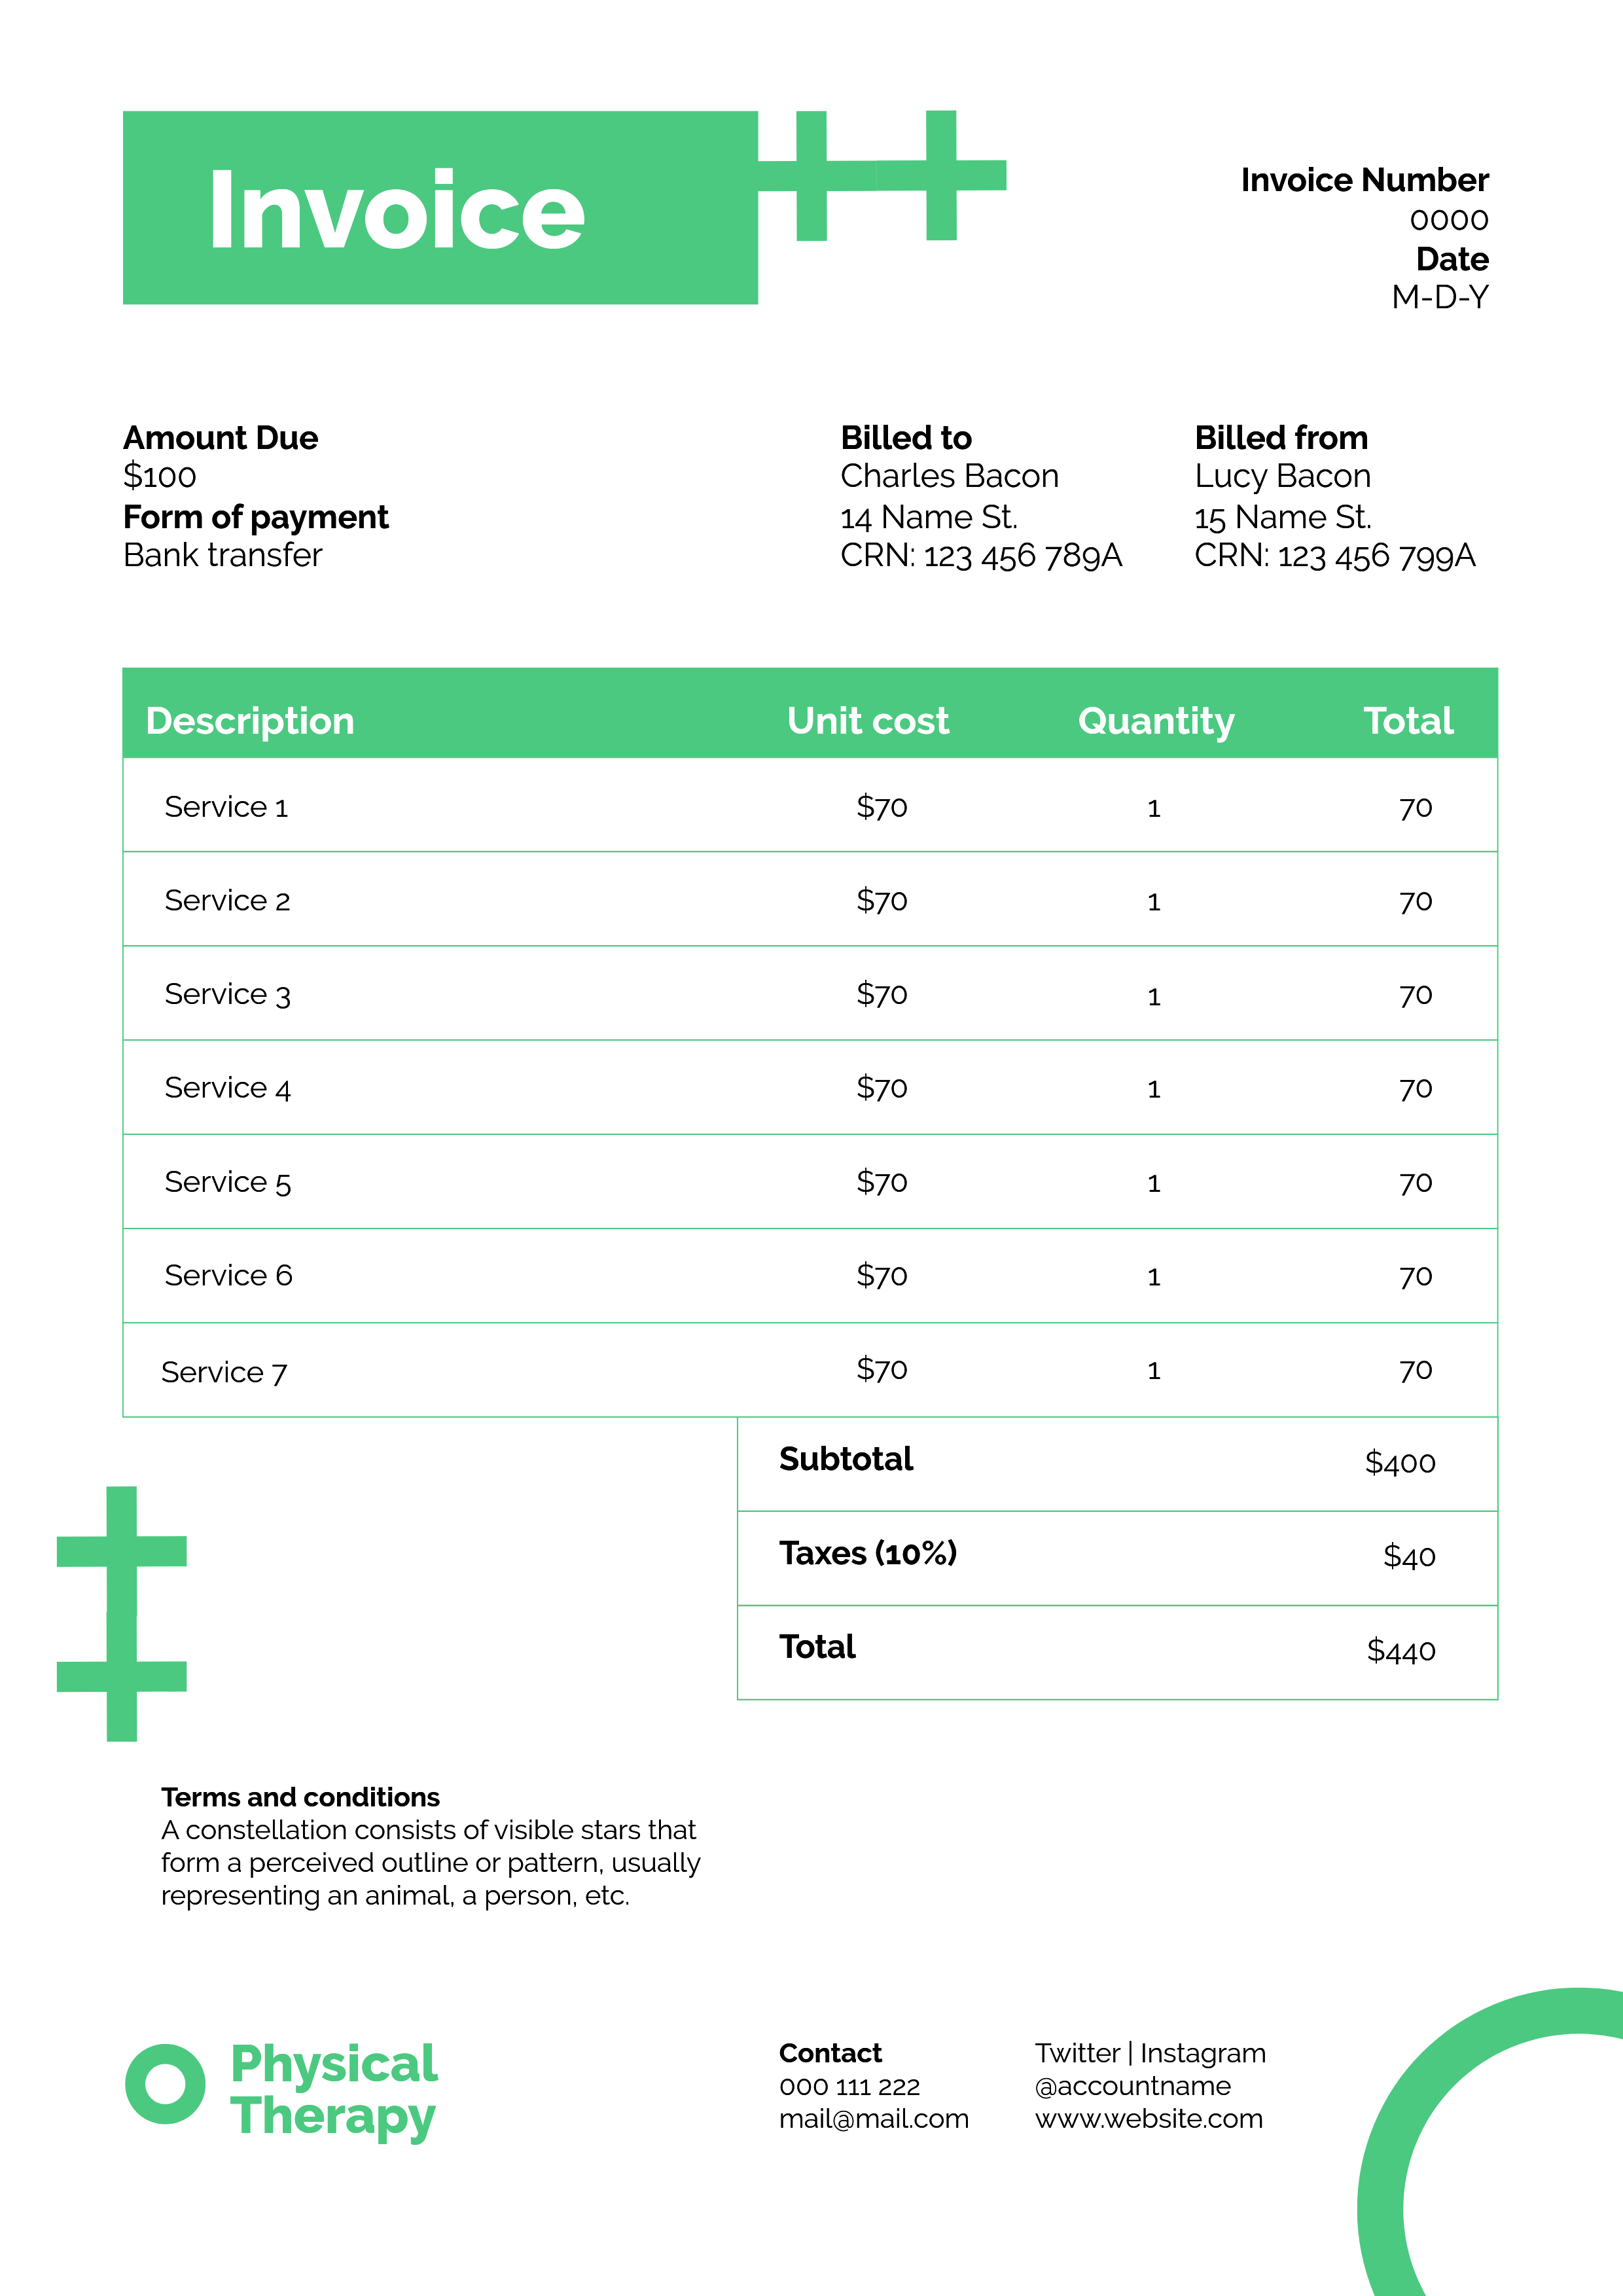 Invoice
Invoice Number
0000
Date
M-D-Y
Amount Due
$100
Form of payment
Bank transfer
Billed to
Charles Bacon
14 Name St.
CRN: 123 456 789A
Billed from
Lucy Bacon
15 Name St.
CRN: 123 456 799A
Description Unit cost Quantity Total
Service 1 $70 1 70
Service 2 $70 1 70
Service 3 $70 1 70
Service 4 $70 1 70
Service 5 $70 1 70
Service 6 $70 1 70
Service 7 $70 1 70
Subtotal $400
Taxes (10%) $40
Total $440
Terms and conditions
A constellation consists of visible stars that
form a perceived outline or pattern, usually
representing an animal, a person, etc.
Physical
Therapy
Contact
000 111 222
mail@mail.com
Twitter | Instagram
@accountname
www.website.com